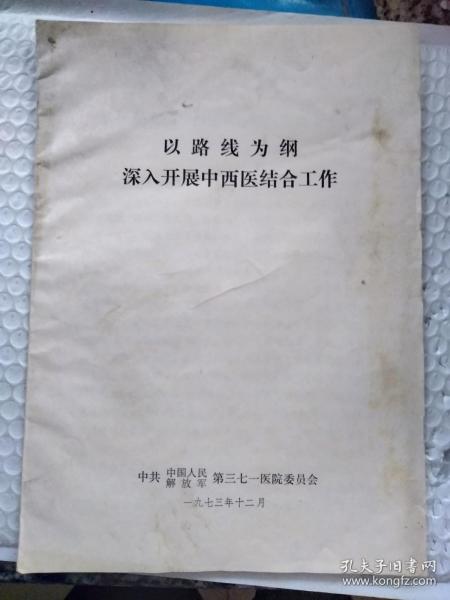 以路线为纲
深入开展中西医结合工作
中共 中国人民解放军 第三七一医院委员会
一九七三年十二月
孔夫子旧书网
www.kongfz.com